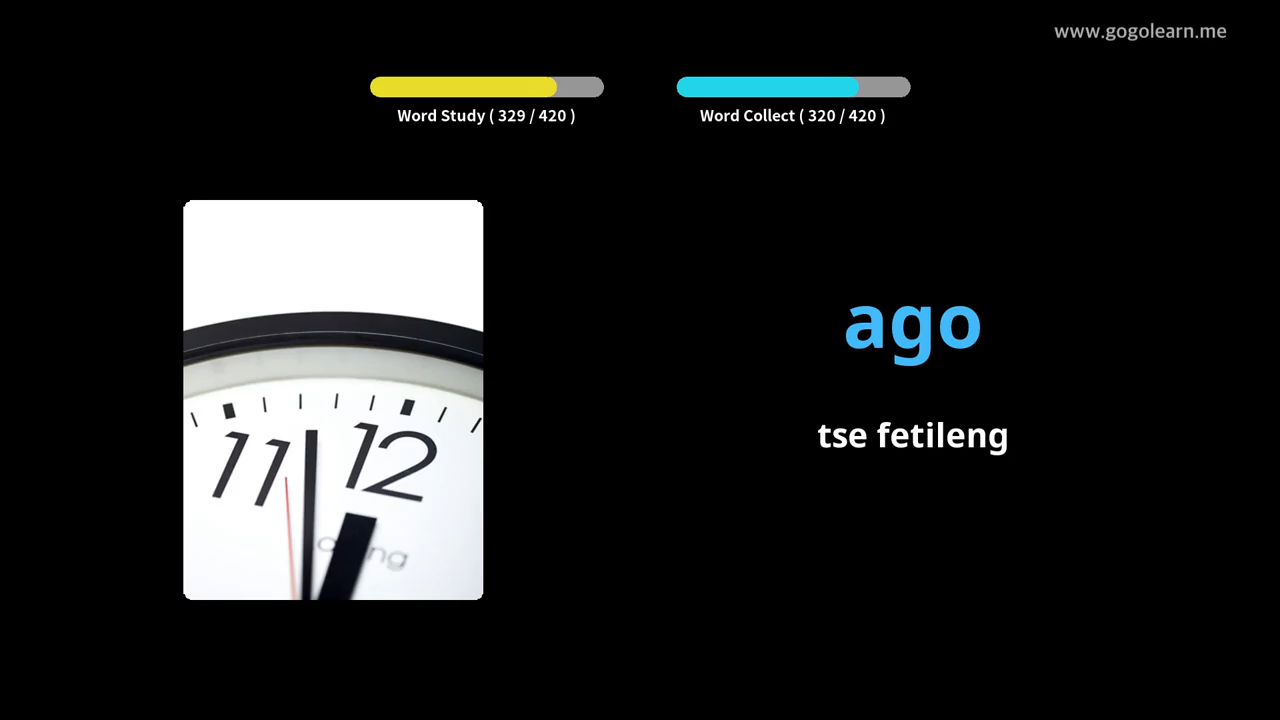 www.gogolearn.me
Word Study ( 329 / 420 )
Word Collect ( 320 / 420 )
ago
tse fetileng
11
12